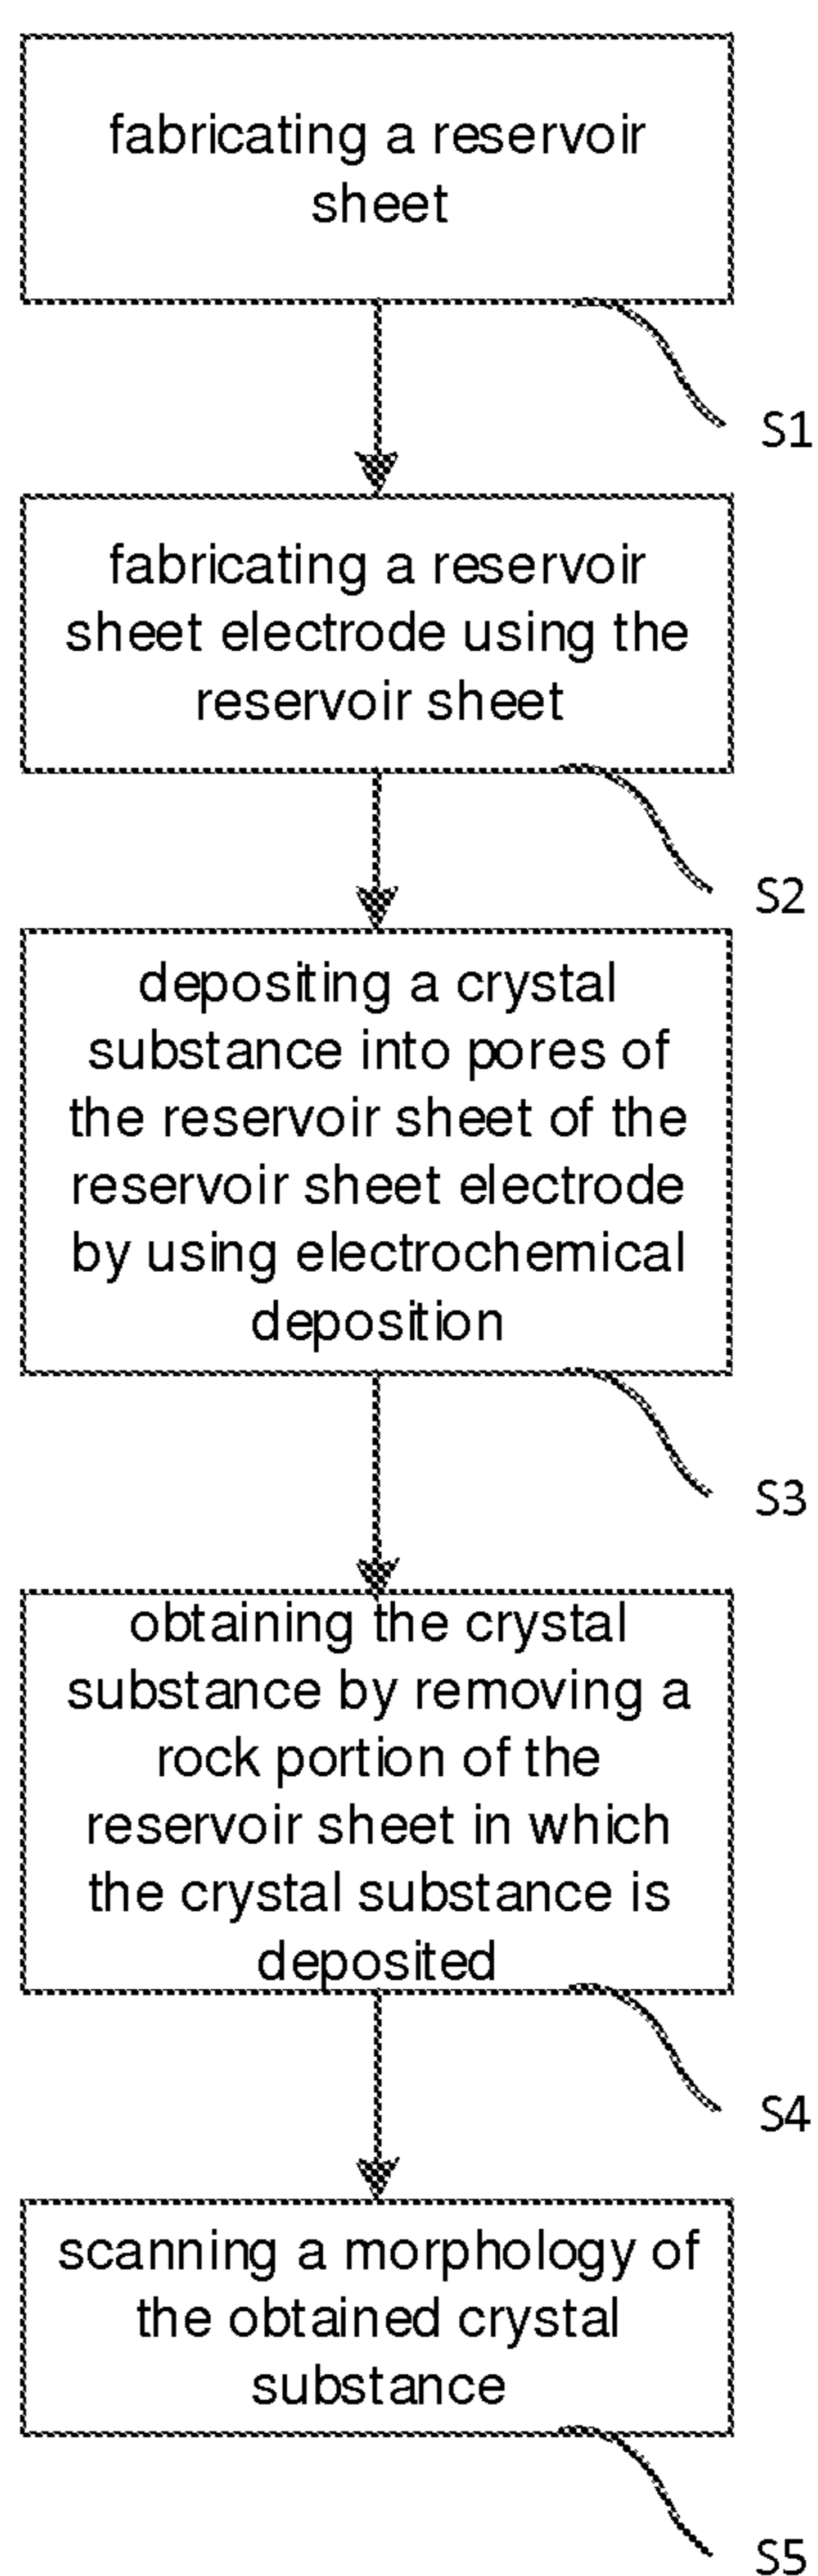 fabricating a reservoir
sheet
S1
fabricating a reservoir
sheet electrode using the
reservoir sheet
S2
depositing a crystal
substance into pores of
the reservoir sheet of the
reservoir sheet electrode
by using electrochemical
deposition
S3
obtaining the crystal
substance by removing a
rock portion of the
reservoir sheet in which
the crystal substance is
deposited
S4
scanning a morphology of
the obtained crystal
substance
S5